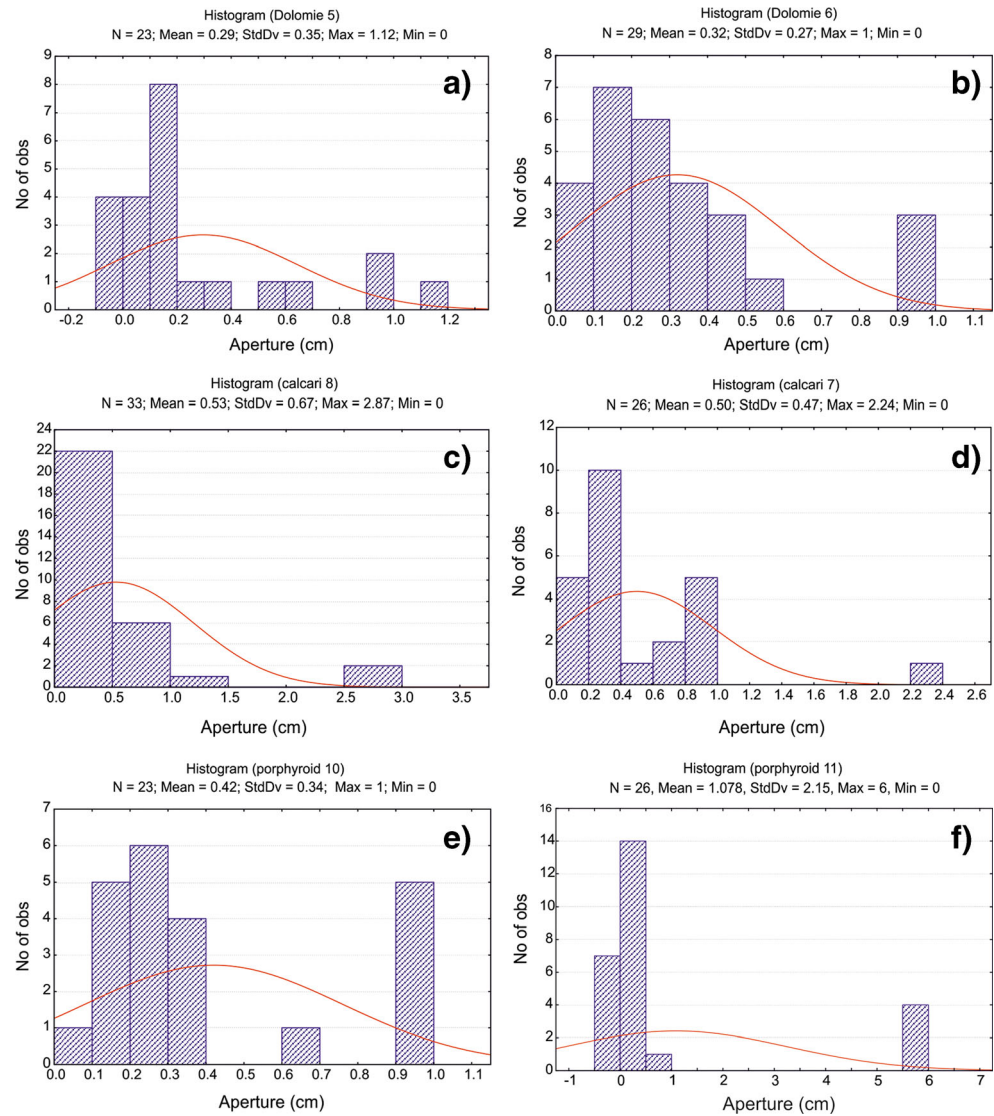 Histogram (Dolomie 5)
N = 23; Mean = 0.29; StdDv = 0.35; Max = 1.12; Min = 0
a)
9
8
7
6
5
4
3
2
1
0
No of obs
-0.2 0.0 0.2 0.4 0.6 0.8 1.0 1.2
Aperture (cm)
Histogram (Dolomie 6)
N = 29; Mean = 0.32; StdDv = 0.27; Max = 1; Min = 0
b)
8
7
6
5
4
3
2
1
0
No of obs
0.0 0.1 0.2 0.3 0.4 0.5 0.6 0.7 0.8 0.9 1.0 1.1
Aperture (cm)
Histogram (calcari 8)
N = 33; Mean = 0.53; StdDv = 0.67; Max = 2.87; Min = 0
c)
24
22
20
18
16
14
12
10
8
6
4
2
0
No of obs
0.0 0.5 1.0 1.5 2.0 2.5 3.0 3.5
Aperture (cm)
Histogram (calcari 7)
N = 26; Mean = 0.50; StdDv = 0.47; Max = 2.24; Min = 0
d)
12
10
8
6
4
2
0
No of obs
0.0 0.2 0.4 0.6 0.8 1.0 1.2 1.4 1.6 1.8 2.0 2.2 2.4 2.6
Aperture (cm)
Histogram (porphyroid 10)
N = 23; Mean = 0.42; StdDv = 0.34; Max = 1; Min = 0
e)
7
6
5
4
3
2
1
0
No of obs
0.0 0.1 0.2 0.3 0.4 0.5 0.6 0.7 0.8 0.9 1.0 1.1
Aperture (cm)
Histogram (porphyroid 11)
N = 26, Mean = 1.078, StdDv = 2.15, Max = 6, Min = 0
f)
16
14
12
10
8
6
4
2
0
No of obs
-1 0 1 2 3 4 5 6 7
Aperture (cm)